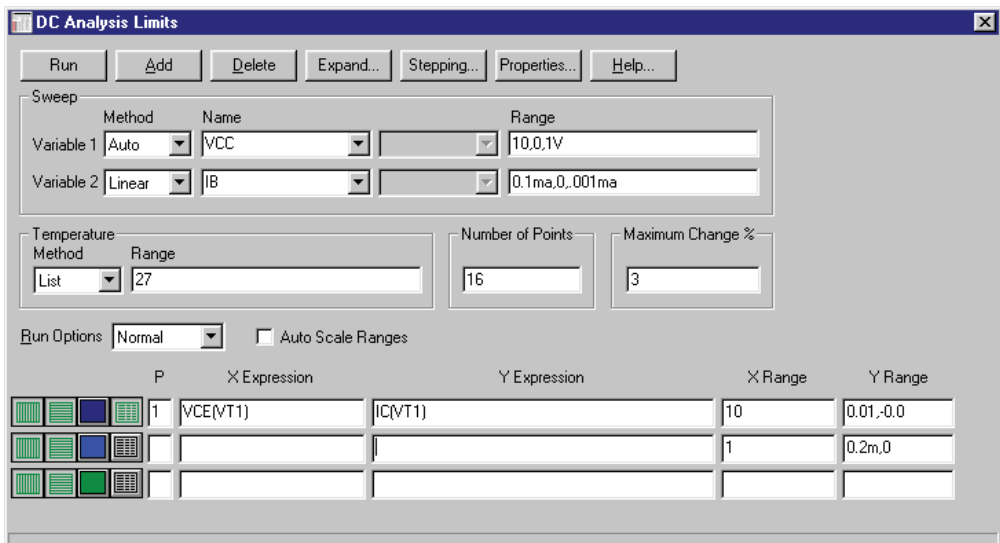 DC Analysis Limits
Run Add Delete Expand... Stepping... Properties... Help...
Sweep
Method Name Range
Variable 1 Auto VCC 10,0,1V
Variable 2 Linear IB 0.1ma,0,.001ma
Temperature Number of Points Maximum Change %
Method Range
List 27 16 3
Run Options Normal Auto Scale Ranges
P X Expression Y Expression X Range Y Range
1 VCE(VT1) IC(VT1) 10 0.01,-0.0
1 0.2m,0